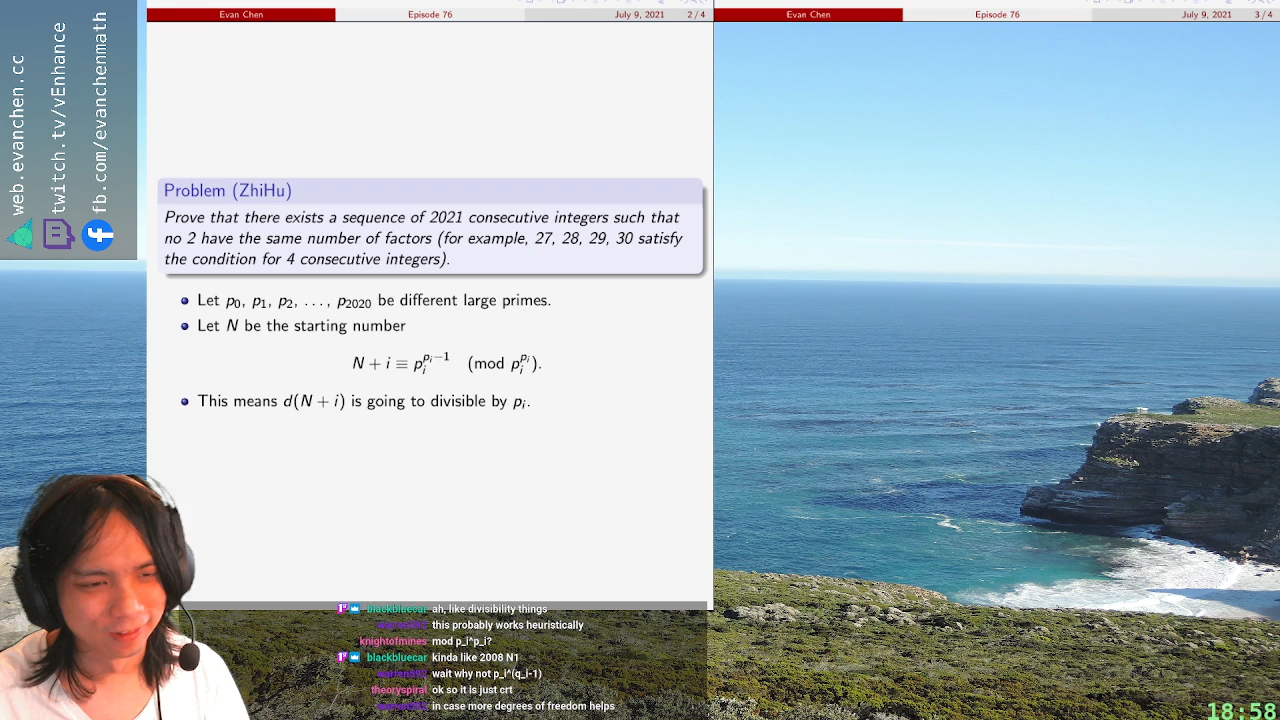 web.evanchen.cc
twitch.tv/vEnhance
fb.com/evanchenmath
Evan Chen Episode 76 July 9, 2021 2 / 4
Evan Chen Episode 76 July 9, 2021 3 / 4
Problem (ZhiHu)
Prove that there exists a sequence of 2021 consecutive integers such that
no 2 have the same number of factors (for example, 27, 28, 29, 30 satisfy
the condition for 4 consecutive integers).
Let p₀, p₁, p₂, ..., p₂₀₂₀ be different large primes.
Let N be the starting number
N + i ≡ p_i^{p_i−1} (mod p_i^{p_i}).
This means d(N + i) is going to divisible by p_i.
blackbluecar ah, like divisibility things
this probably works heuristically
knightofmines mod p_i^p_i?
blackbluecar kinda like 2008 N1
wait why not p_i^(q_i-1)
theoryspiral ok so it is just crt
in case more degrees of freedom helps
18:58